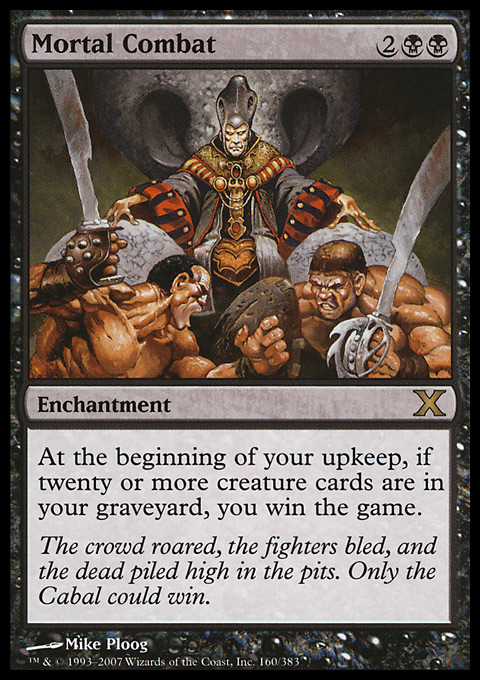 Mortal Combat 2
Enchantment X
At the beginning of your upkeep, if
twenty or more creature cards are in
your graveyard, you win the game.
The crowd roared, the fighters bled, and
the dead piled high in the pits. Only the
Cabal could win.
Mike Ploog
™ & © 1993–2007 Wizards of the Coast, Inc. 160/383